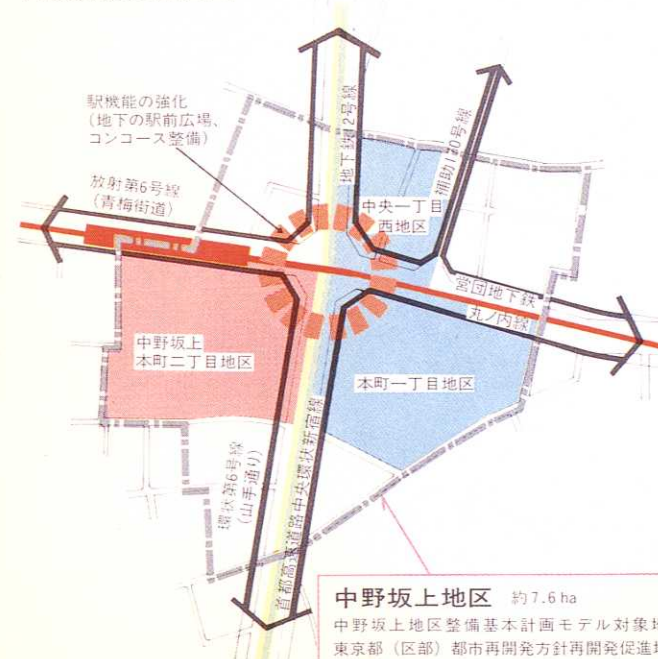 駅機能の強化
(地下の駅前広場、
コンコース整備)
放射第6号線
(青梅街道)
地下鉄12号線
補助170号線
中央一丁目
西地区
営団地下鉄
丸ノ内線
中野坂上
本町二丁目地区
本町一丁目地区
環状第6号線
(山手通り)
首都高速道路中央環状新宿線
中野坂上地区 約7.6ha
中野坂上地区整備基本計画モデル対象地
東京都(区部)都市再開発方針再開発促進地